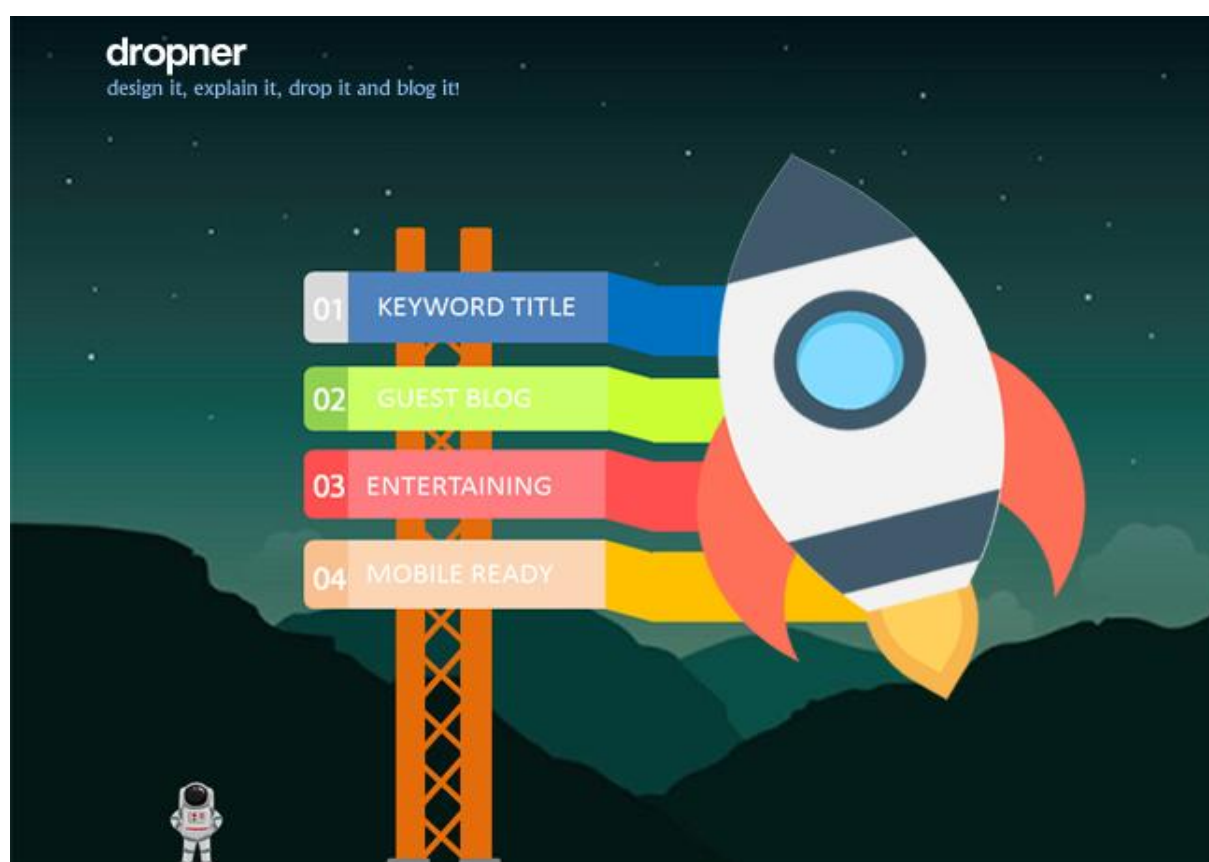 dropner
design it, explain it, drop it and blog it!
01 KEYWORD TITLE
02 GUEST BLOG
03 ENTERTAINING
04 MOBILE READY